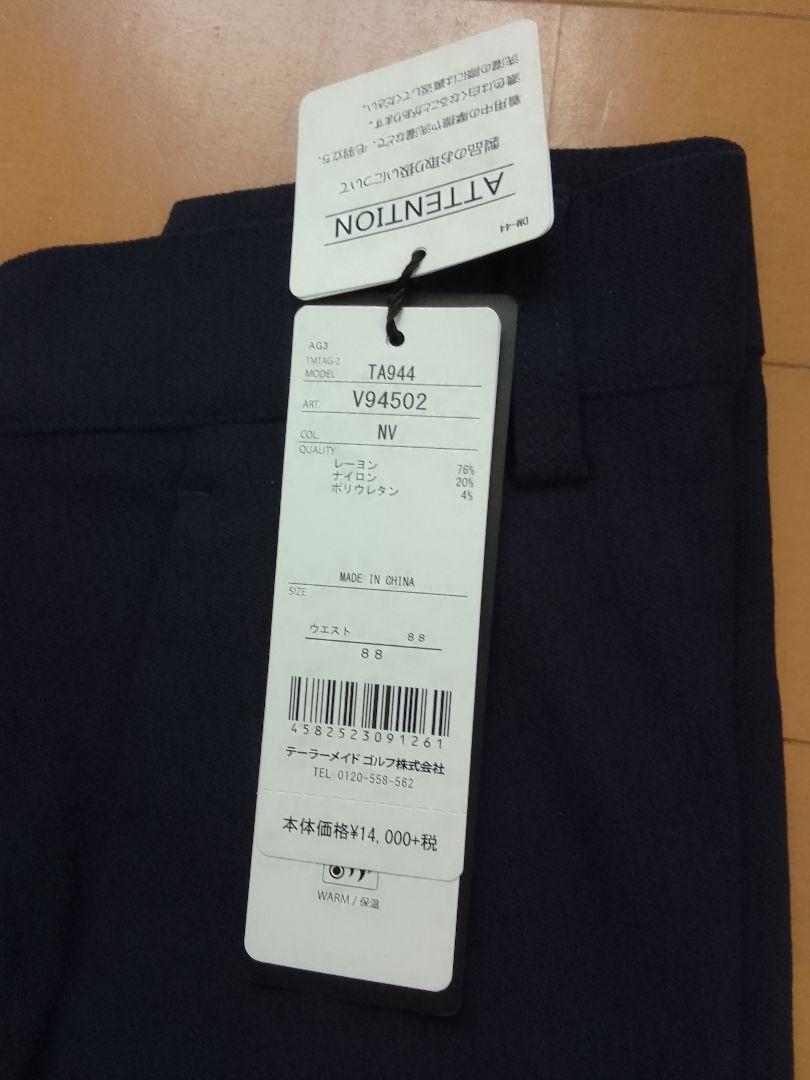 DM-44
ATTENTION
製品のお取り扱いについて
着用中の摩擦や洗濯などで、毛羽立ち、
濃色は白くなることがあります。
洗濯の際には裏返してください。
AG3
TMTAG-2
MODEL TA944
ART. V94502
COL. NV
QUALITY
レーヨン 76%
ナイロン 20%
ポリウレタン 4%
MADE IN CHINA
SIZE
ウエスト 88
88
4582523091261
テーラーメイド ゴルフ株式会社
TEL 0120-558-562
本体価格¥14,000+税
WARM / 保温